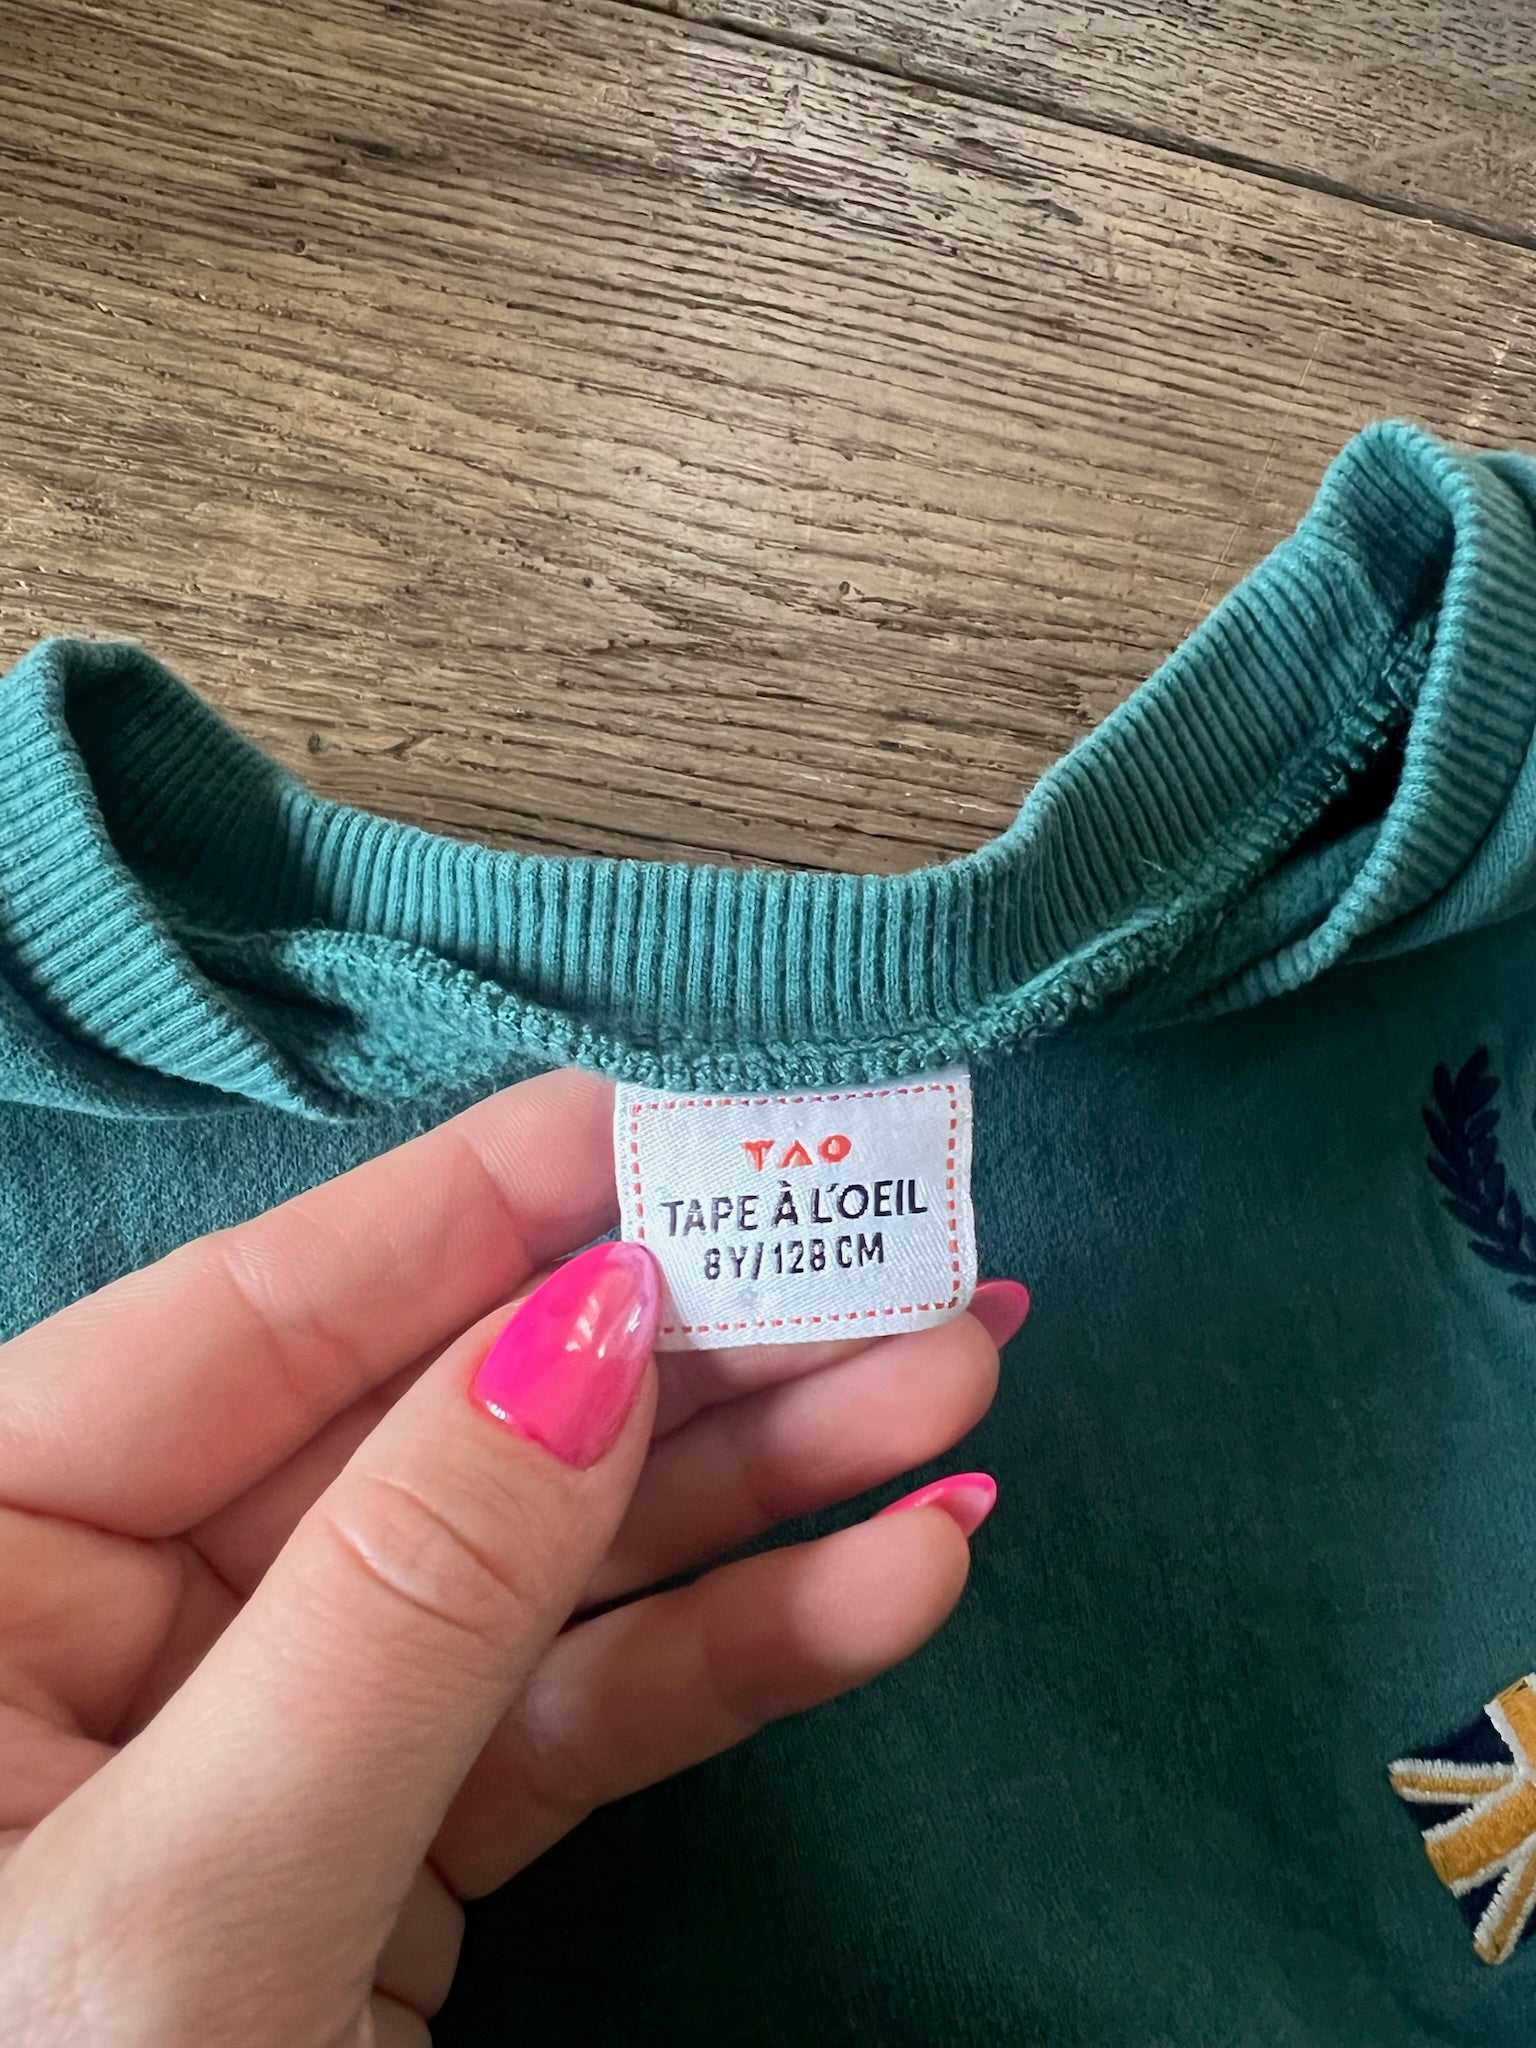 TAO
TAPE À L'OEIL
8Y/128 CM